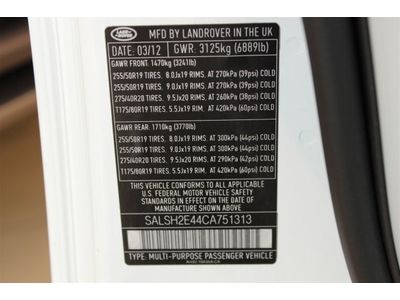 LAND ROVER
MFD BY LANDROVER IN THE UK
DATE: 03/12 GWR: 3125kg (6889lb)
GAWR FRONT: 1470kg (3241lb)
255/50R19 TIRES, 8.0Jx19 RIMS, AT 270kPa (39psi) COLD
255/50R19 TIRES, 9.0Jx19 RIMS, AT 270kPa (39psi) COLD
275/40R20 TIRES, 9.5Jx20 RIMS, AT 260kPa (38psi) COLD
T175/80R19 TIRES, 5.5Jx19 RIMS, AT 420kPa (60psi) COLD
GAWR REAR: 1710kg (3770lb)
255/50R19 TIRES, 8.0Jx19 RIMS, AT 300kPa (44psi) COLD
255/50R19 TIRES, 9.0Jx19 RIMS, AT 300kPa (44psi) COLD
275/40R20 TIRES, 9.5Jx20 RIMS, AT 290kPa (42psi) COLD
T175/80R19 TIRES, 5.5Jx19 RIM, AT 420kPa (60psi) COLD
THIS VEHICLE CONFORMS TO ALL APPLICABLE
U.S. FEDERAL MOTOR VEHICLE SAFETY
STANDARDS IN EFFECT ON THE DATE OF
MANUFACTURE SHOWN ABOVE
SALSH2E44CA751313
TYPE: MULTI-PURPOSE PASSENGER VEHICLE